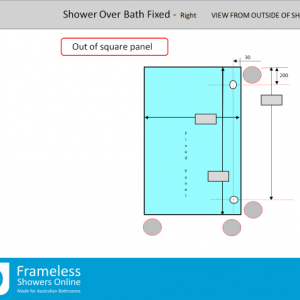 Shower Over Bath Fixed - Right VIEW FROM OUTSIDE OF SH
Out of square panel
30
200
Fixed Panel
Frameless
Showers Online
Made for Australian Bathrooms